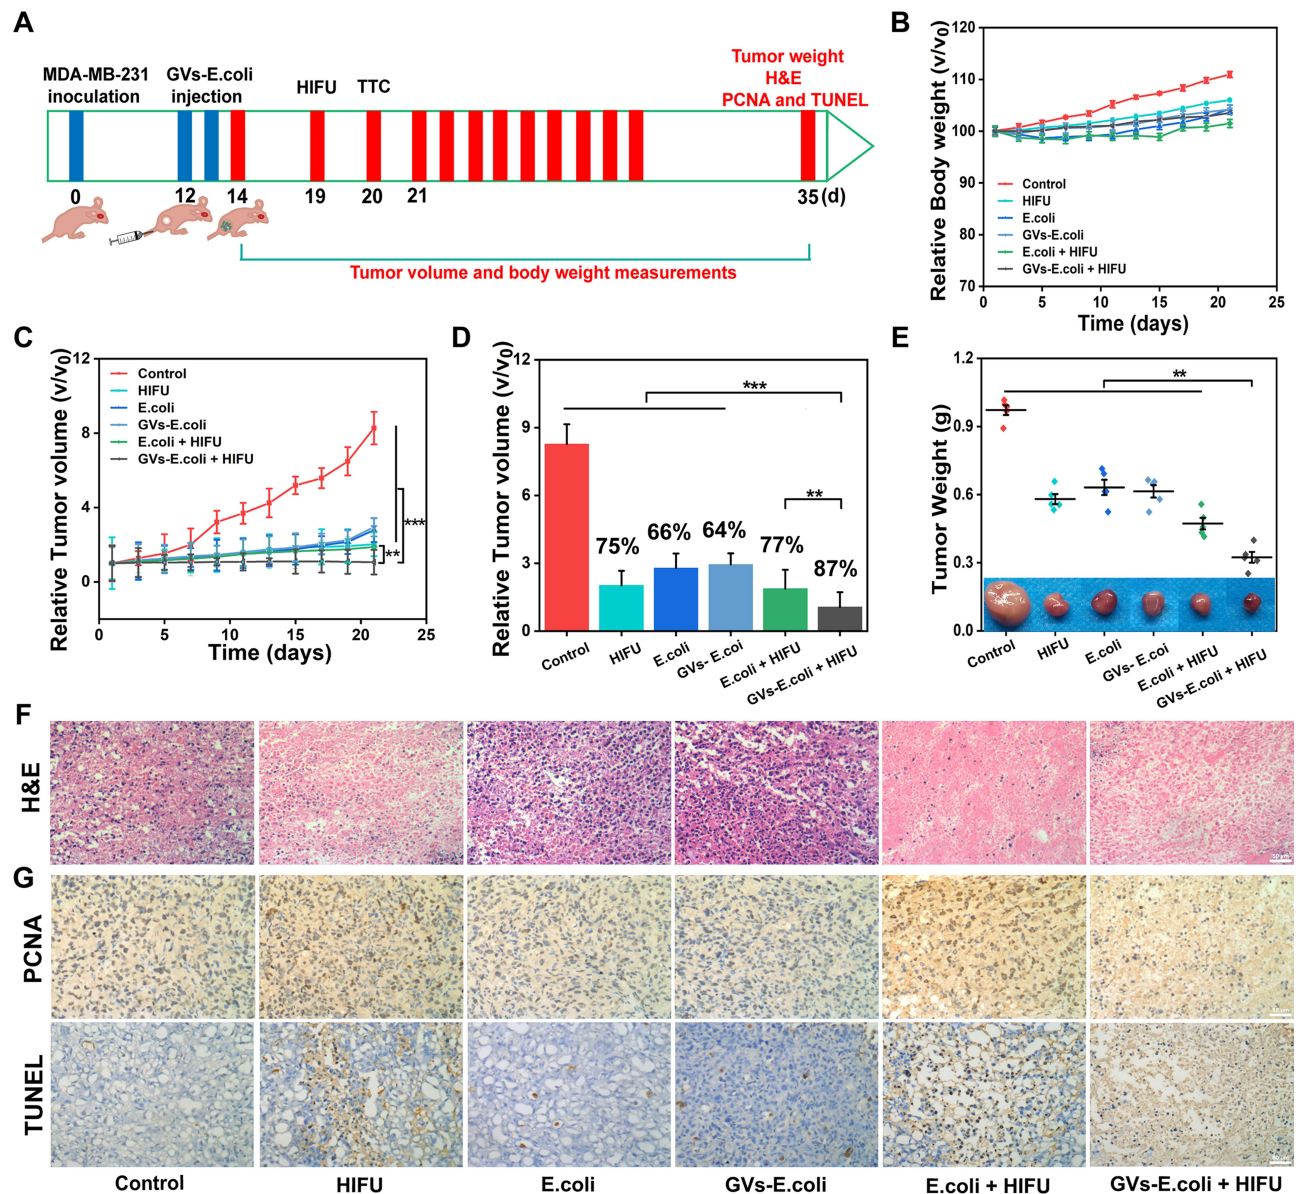 A
MDA-MB-231
inoculation
GVs-E.coli
injection
HIFU
TTC
Tumor weight
H&E
PCNA and TUNEL
0
12
14
19
20
21
35 (d)
Tumor volume and body weight measurements
B
Relative Body weight (v/v0)
120
110
100
90
80
70
Control
HIFU
E.coli
GVs-E.coli
E.coli + HIFU
GVs-E.coli + HIFU
0 5 10 15 20 25
Time (days)
C
Relative Tumor volume (v/v0)
12
8
4
0
Control
HIFU
E.coli
GVs-E.coli
E.coli + HIFU
GVs-E.coli + HIFU
**
***
0 5 10 15 20 25
Time (days)
D
Relative Tumor volume (v/v0)
12
9
6
3
0
***
**
75%
66%
64%
77%
87%
Control
HIFU
E.coli
GVs- E.coi
E.coli + HIFU
GVs-E.coli + HIFU
E
Tumor Weight (g)
1.2
0.9
0.6
0.3
0.0
**
Control
HIFU
E.coli
GVs- E.coli
E.coli + HIFU
GVs-E.coli + HIFU
F
H&E
G
PCNA
TUNEL
Control
HIFU
E.coli
GVs-E.coli
E.coli + HIFU
GVs-E.coli + HIFU